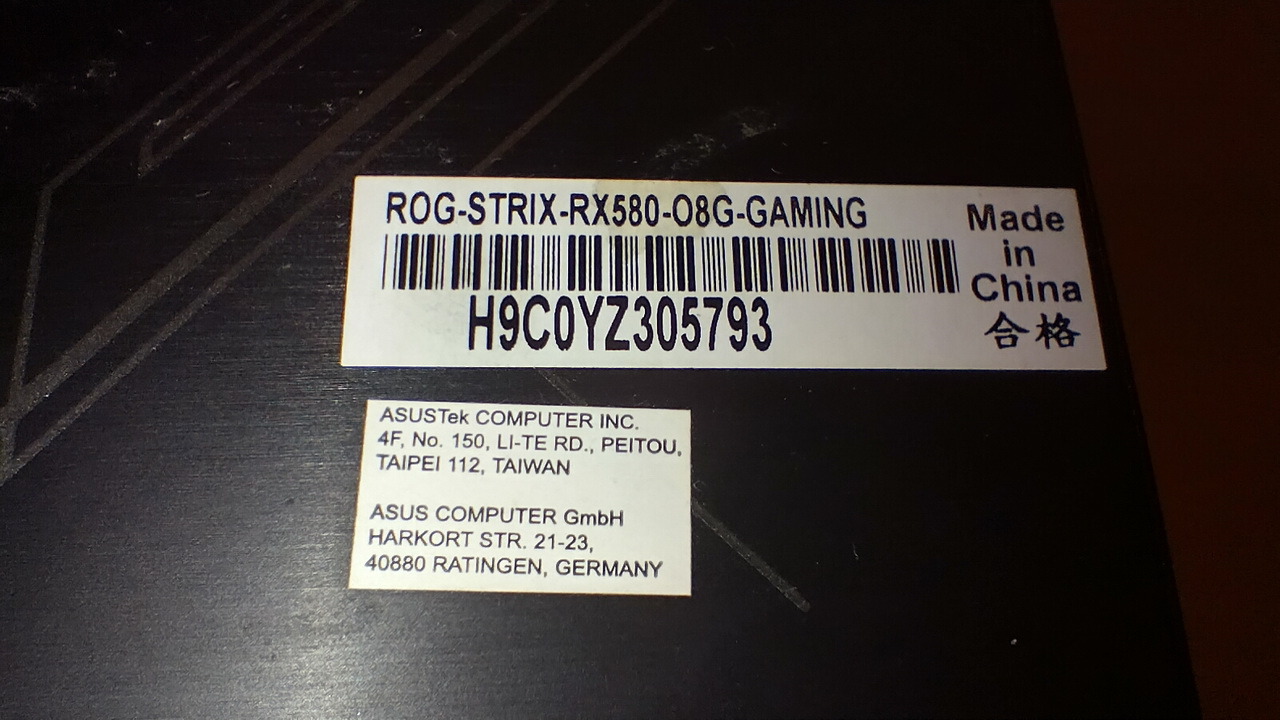 ROG-STRIX-RX580-O8G-GAMING
H9C0YZ305793
Made
in
China
合格
ASUSTek COMPUTER INC.
4F, No. 150, LI-TE RD., PEITOU,
TAIPEI 112, TAIWAN
ASUS COMPUTER GmbH
HARKORT STR. 21-23,
40880 RATINGEN, GERMANY